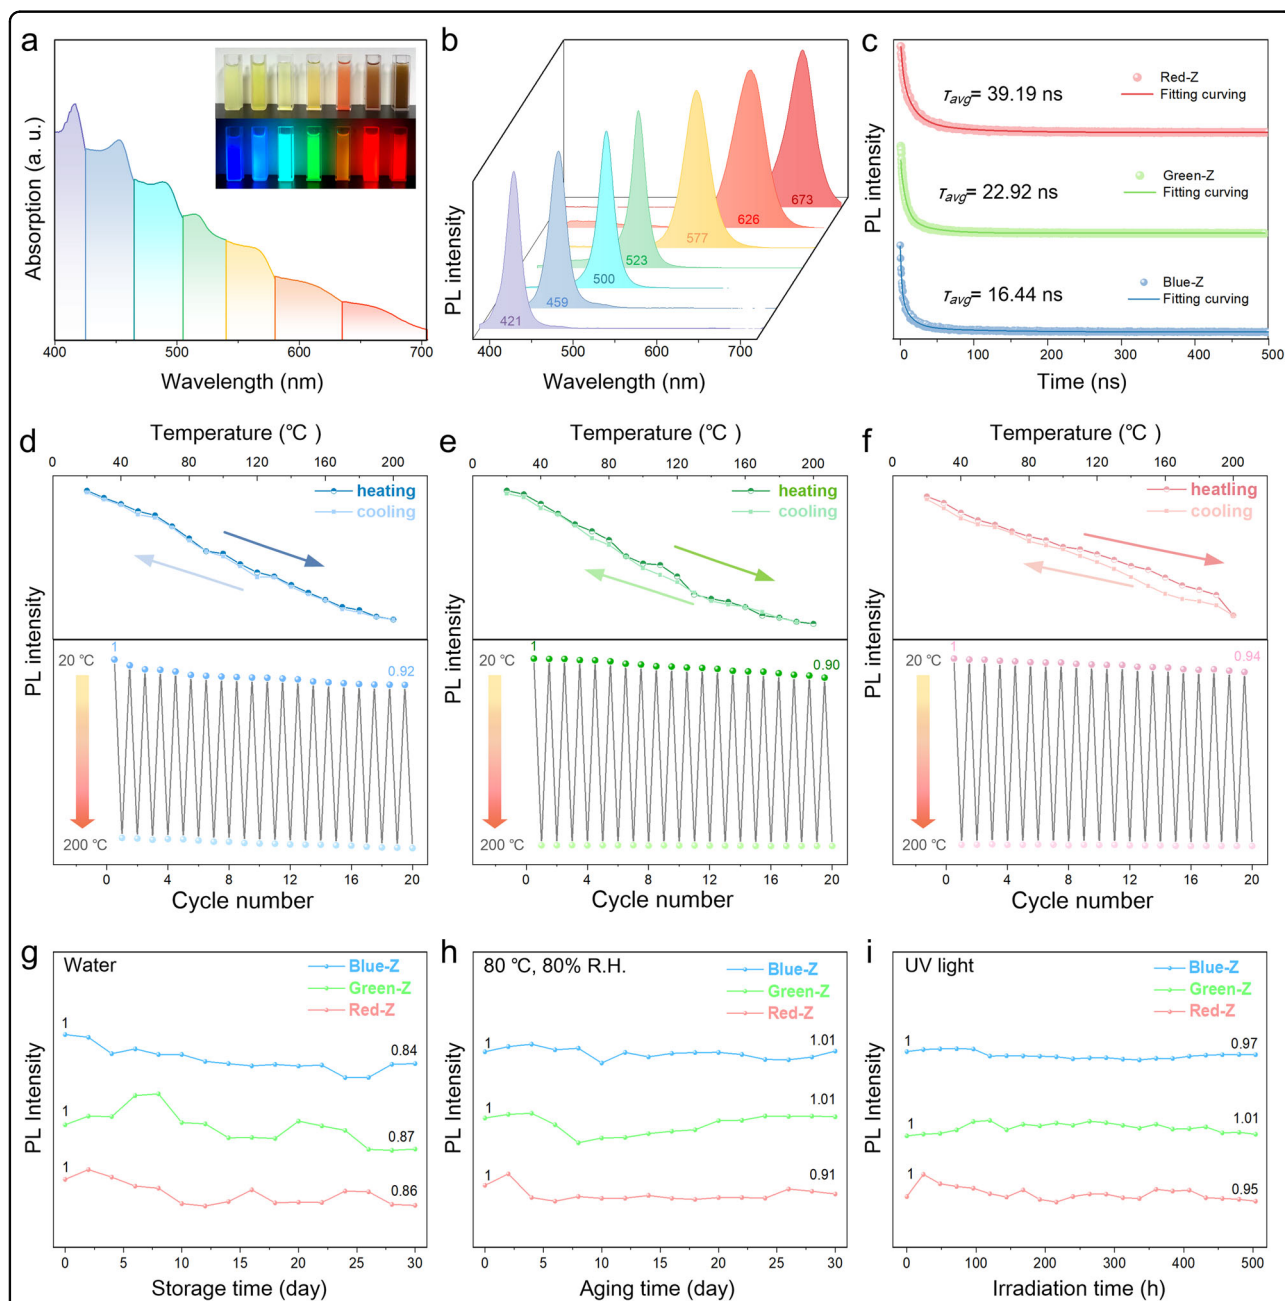 a
Absorption (a. u.)
400
500
600
700
Wavelength (nm)
b
PL intensity
421
459
500
523
577
626
673
400
500
600
700
Wavelength (nm)
c
PL intensity
τavg= 39.19 ns
Red-Z
Fitting curving
τavg= 22.92 ns
Green-Z
Fitting curving
τavg= 16.44 ns
Blue-Z
Fitting curving
0
100
200
300
400
500
Time (ns)
d
Temperature (℃ )
0
40
80
120
160
200
heating
cooling
PL intensity
1
0.92
20 ℃
200 ℃
0
4
8
12
16
20
Cycle number
e
Temperature (℃)
0
40
80
120
160
200
heating
cooling
PL intensity
1
0.90
20 ℃
200 ℃
0
4
8
12
16
20
Cycle number
f
Temperature (℃)
0
40
80
120
160
200
heatling
cooling
PL intensity
1
0.94
20 ℃
200 ℃
0
4
8
12
16
20
Cycle number
g
Water
Blue-Z
Green-Z
Red-Z
PL Intensity
1
0.84
1
0.87
1
0.86
0
5
10
15
20
25
30
Storage time (day)
h
80 ℃, 80% R.H.
Blue-Z
Green-Z
Red-Z
PL Intensity
1
1.01
1
1.01
1
0.91
0
5
10
15
20
25
30
Aging time (day)
i
UV light
Blue-Z
Green-Z
Red-Z
PL Intensity
1
0.97
1
1.01
1
0.95
0
100
200
300
400
500
Irradiation time (h)